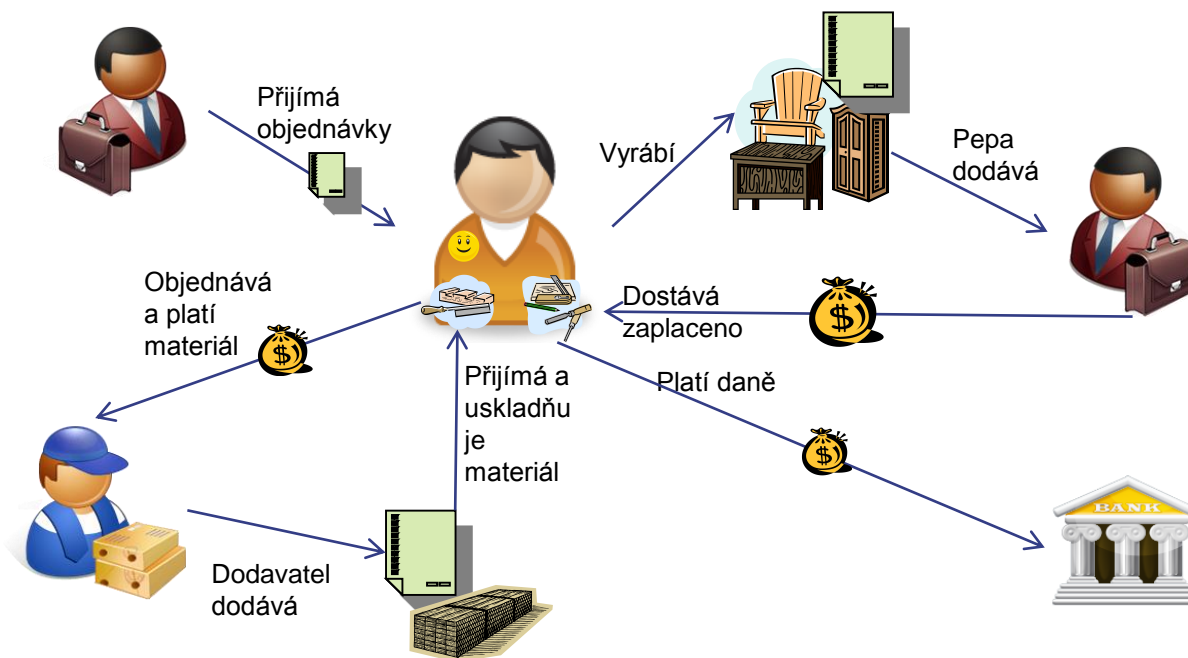 Přijímá
objednávky
Vyrábí
Pepa
dodává
Objednává
a platí
materiál
Dostává
zaplaceno
Přijímá a
uskladňu
je
materiál
Platí daně
Dodavatel
dodává
BANK
$
$
$